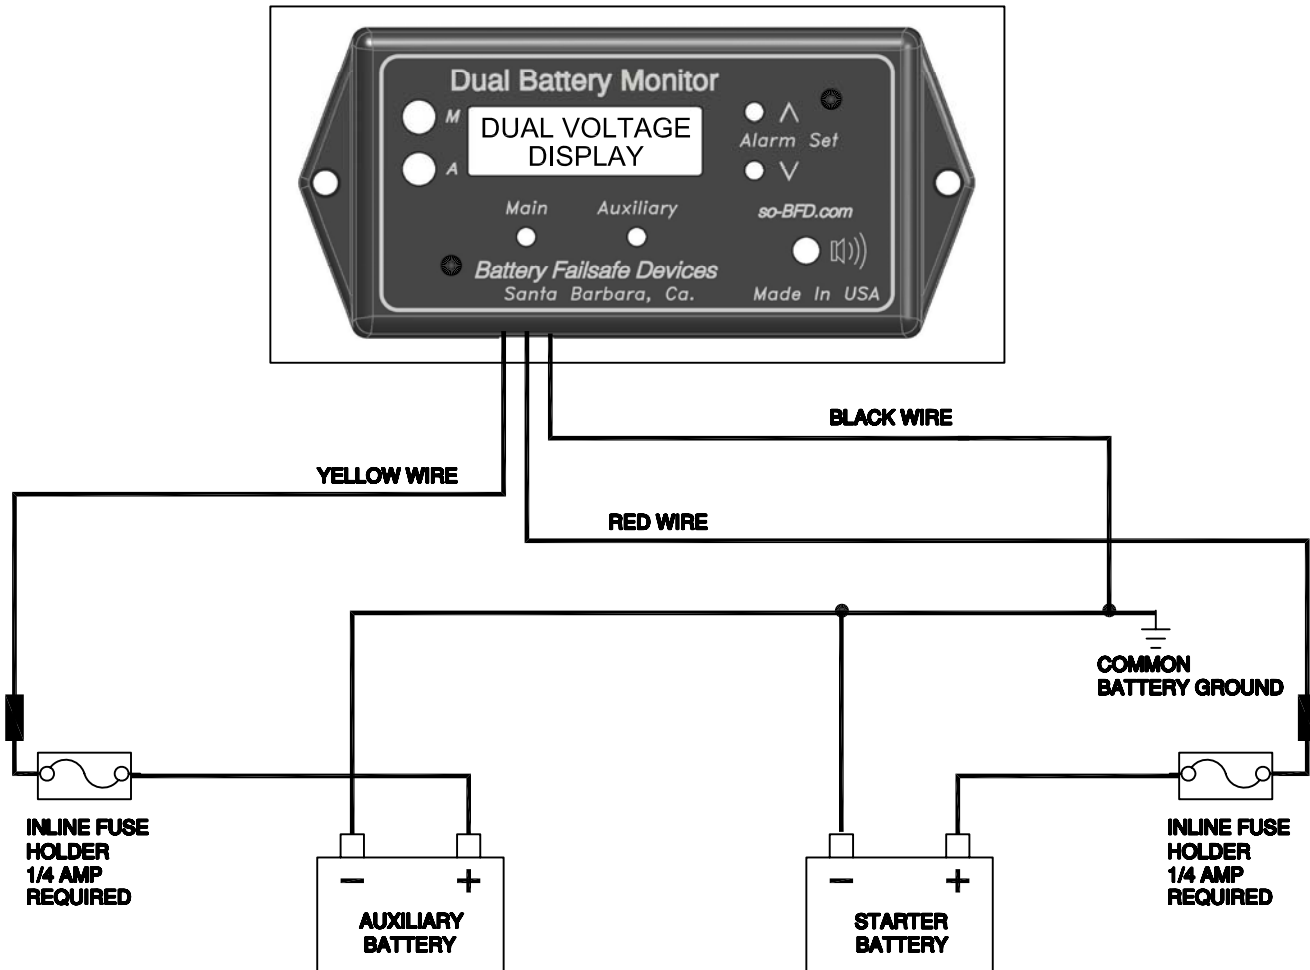 Dual Battery Monitor
M
DUAL VOLTAGE
DISPLAY
A
Alarm Set
Main
Auxiliary
so-BFD.com
Battery Failsafe Devices
Santa Barbara, Ca.
Made In USA
BLACK WIRE
YELLOW WIRE
RED WIRE
COMMON
BATTERY GROUND
INLINE FUSE
HOLDER
1/4 AMP
REQUIRED
− +
AUXILIARY
BATTERY
− +
STARTER
BATTERY
INLINE FUSE
HOLDER
1/4 AMP
REQUIRED